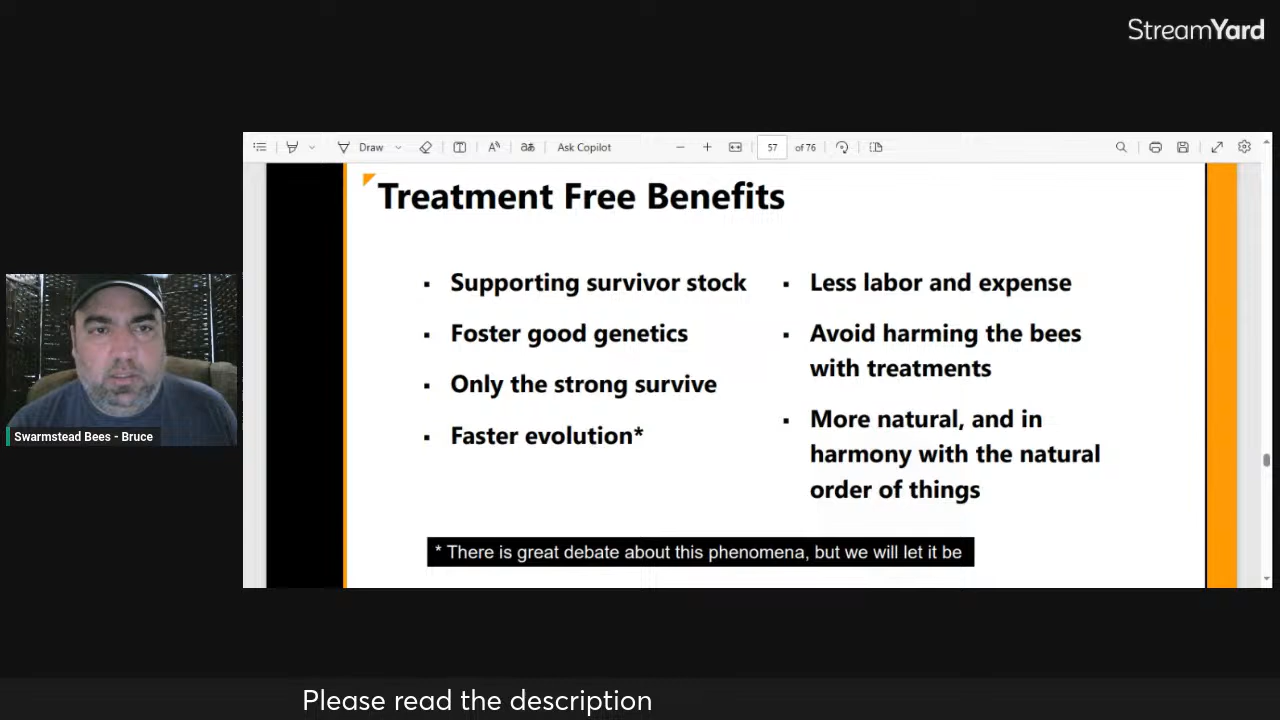 StreamYard
Draw
Ask Copilot
57
of 76
Treatment Free Benefits
Supporting survivor stock
Foster good genetics
Only the strong survive
Faster evolution*
Less labor and expense
Avoid harming the bees
with treatments
More natural, and in
harmony with the natural
order of things
* There is great debate about this phenomena, but we will let it be
Swarmstead Bees - Bruce
Please read the description